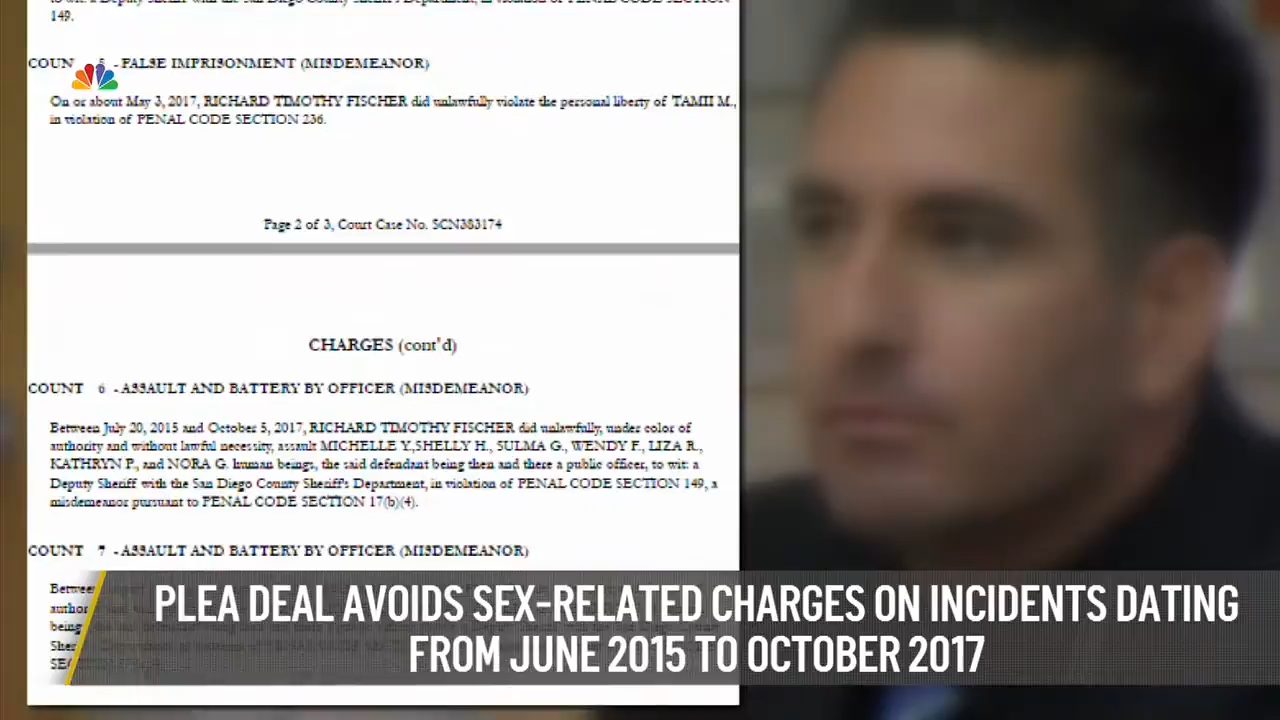 149.
COUNT 5 - FALSE IMPRISONMENT (MISDEMEANOR)
On or about May 3, 2017, RICHARD TIMOTHY FISCHER did unlawfully violate the personal liberty of TAMII M.,
in violation of PENAL CODE SECTION 236.
Page 2 of 3, Court Case No. SCN383174
CHARGES (cont'd)
COUNT 6 - ASSAULT AND BATTERY BY OFFICER (MISDEMEANOR)
Between July 20, 2015 and October 5, 2017, RICHARD TIMOTHY FISCHER did unlawfully, under color of
authority and without lawful necessity, assault MICHELLE Y.,SHELLY H., SULMA G., WENDY F., LIZA R.,
KATHRYN P., and NORA G. human beings, the said defendant being then and there a public officer, to wit: a
Deputy Sheriff with the San Diego County Sheriff's Department, in violation of PENAL CODE SECTION 149, a
misdemeanor pursuant to PENAL CODE SECTION 17(b)(4).
COUNT 7 - ASSAULT AND BATTERY BY OFFICER (MISDEMEANOR)
PLEA DEAL AVOIDS SEX-RELATED CHARGES ON INCIDENTS DATING
FROM JUNE 2015 TO OCTOBER 2017